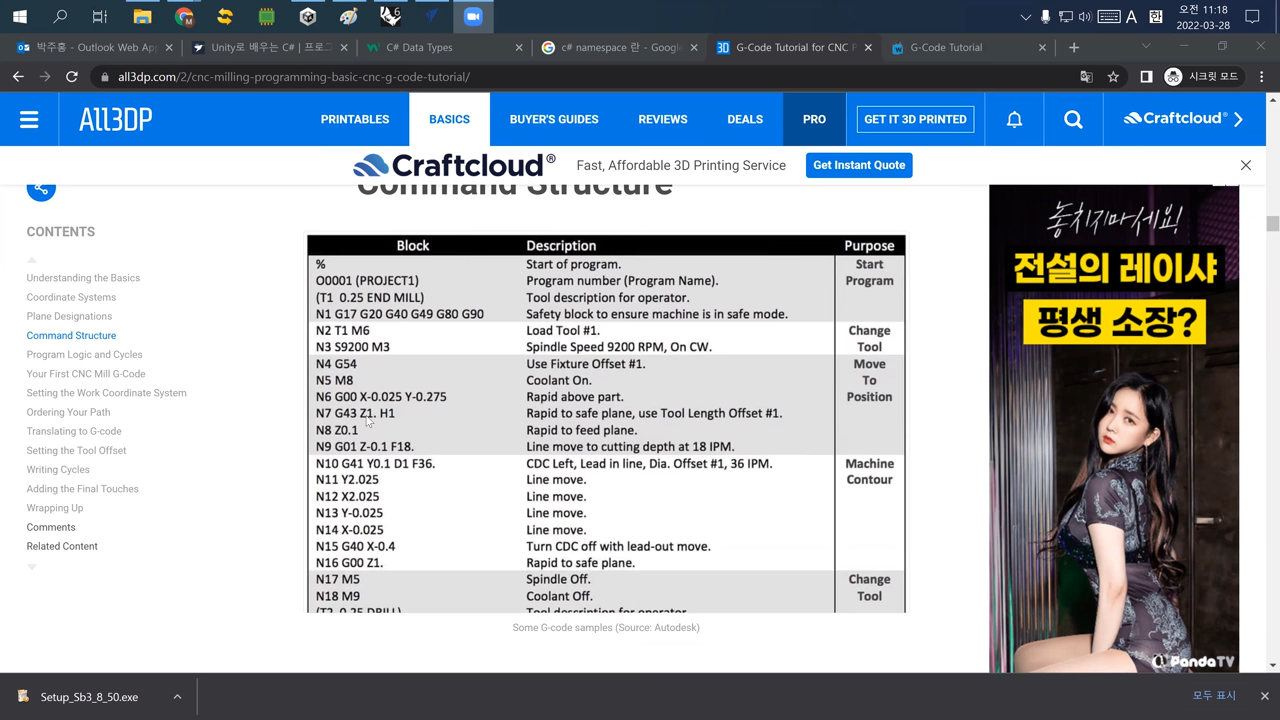 오전 11:18
A 한
2022-03-28
박주홍 - Outlook Web Ap
Unity로 배우는 C# | 프로그
C# Data Types
c# namespace 란 - Google
G-Code Tutorial for CNC P
G-Code Tutorial
all3dp.com/2/cnc-milling-programming-basic-cnc-g-code-tutorial/
시크릿 모드
ALL3DP
PRINTABLES
BASICS
BUYER'S GUIDES
REVIEWS
DEALS
PRO
GET IT 3D PRINTED
Craftcloud®
Craftcloud®
Fast, Affordable 3D Printing Service
Get Instant Quote
Command Structure
CONTENTS
Understanding the Basics
Coordinate Systems
Plane Designations
Command Structure
Program Logic and Cycles
Your First CNC Mill G-Code
Setting the Work Coordinate System
Ordering Your Path
Translating to G-code
Setting the Tool Offset
Writing Cycles
Adding the Final Touches
Wrapping Up
Comments
Related Content
Block Description Purpose
% Start of program. Start
O0001 (PROJECT1) Program number (Program Name). Program
(T1 0.25 END MILL) Tool description for operator.
N1 G17 G20 G40 G49 G80 G90 Safety block to ensure machine is in safe mode.
N2 T1 M6 Load Tool #1. Change
N3 S9200 M3 Spindle Speed 9200 RPM, On CW. Tool
N4 G54 Use Fixture Offset #1. Move
N5 M8 Coolant On. To
N6 G00 X-0.025 Y-0.275 Rapid above part. Position
N7 G43 Z1. H1 Rapid to safe plane, use Tool Length Offset #1.
N8 Z0.1 Rapid to feed plane.
N9 G01 Z-0.1 F18. Line move to cutting depth at 18 IPM.
N10 G41 Y0.1 D1 F36. CDC Left, Lead in line, Dia. Offset #1, 36 IPM. Machine
N11 Y2.025 Line move. Contour
N12 X2.025 Line move.
N13 Y-0.025 Line move.
N14 X-0.025 Line move.
N15 G40 X-0.4 Turn CDC off with lead-out move.
N16 G00 Z1. Rapid to safe plane.
N17 M5 Spindle Off. Change
N18 M9 Coolant Off. Tool
(T2 0.25 DRILL) Tool description for operator
Some G-code samples (Source: Autodesk)
놓치지마세요!
전설의 레이샤
평생 소장?
PandaTV
Setup_Sb3_8_50.exe
모두 표시